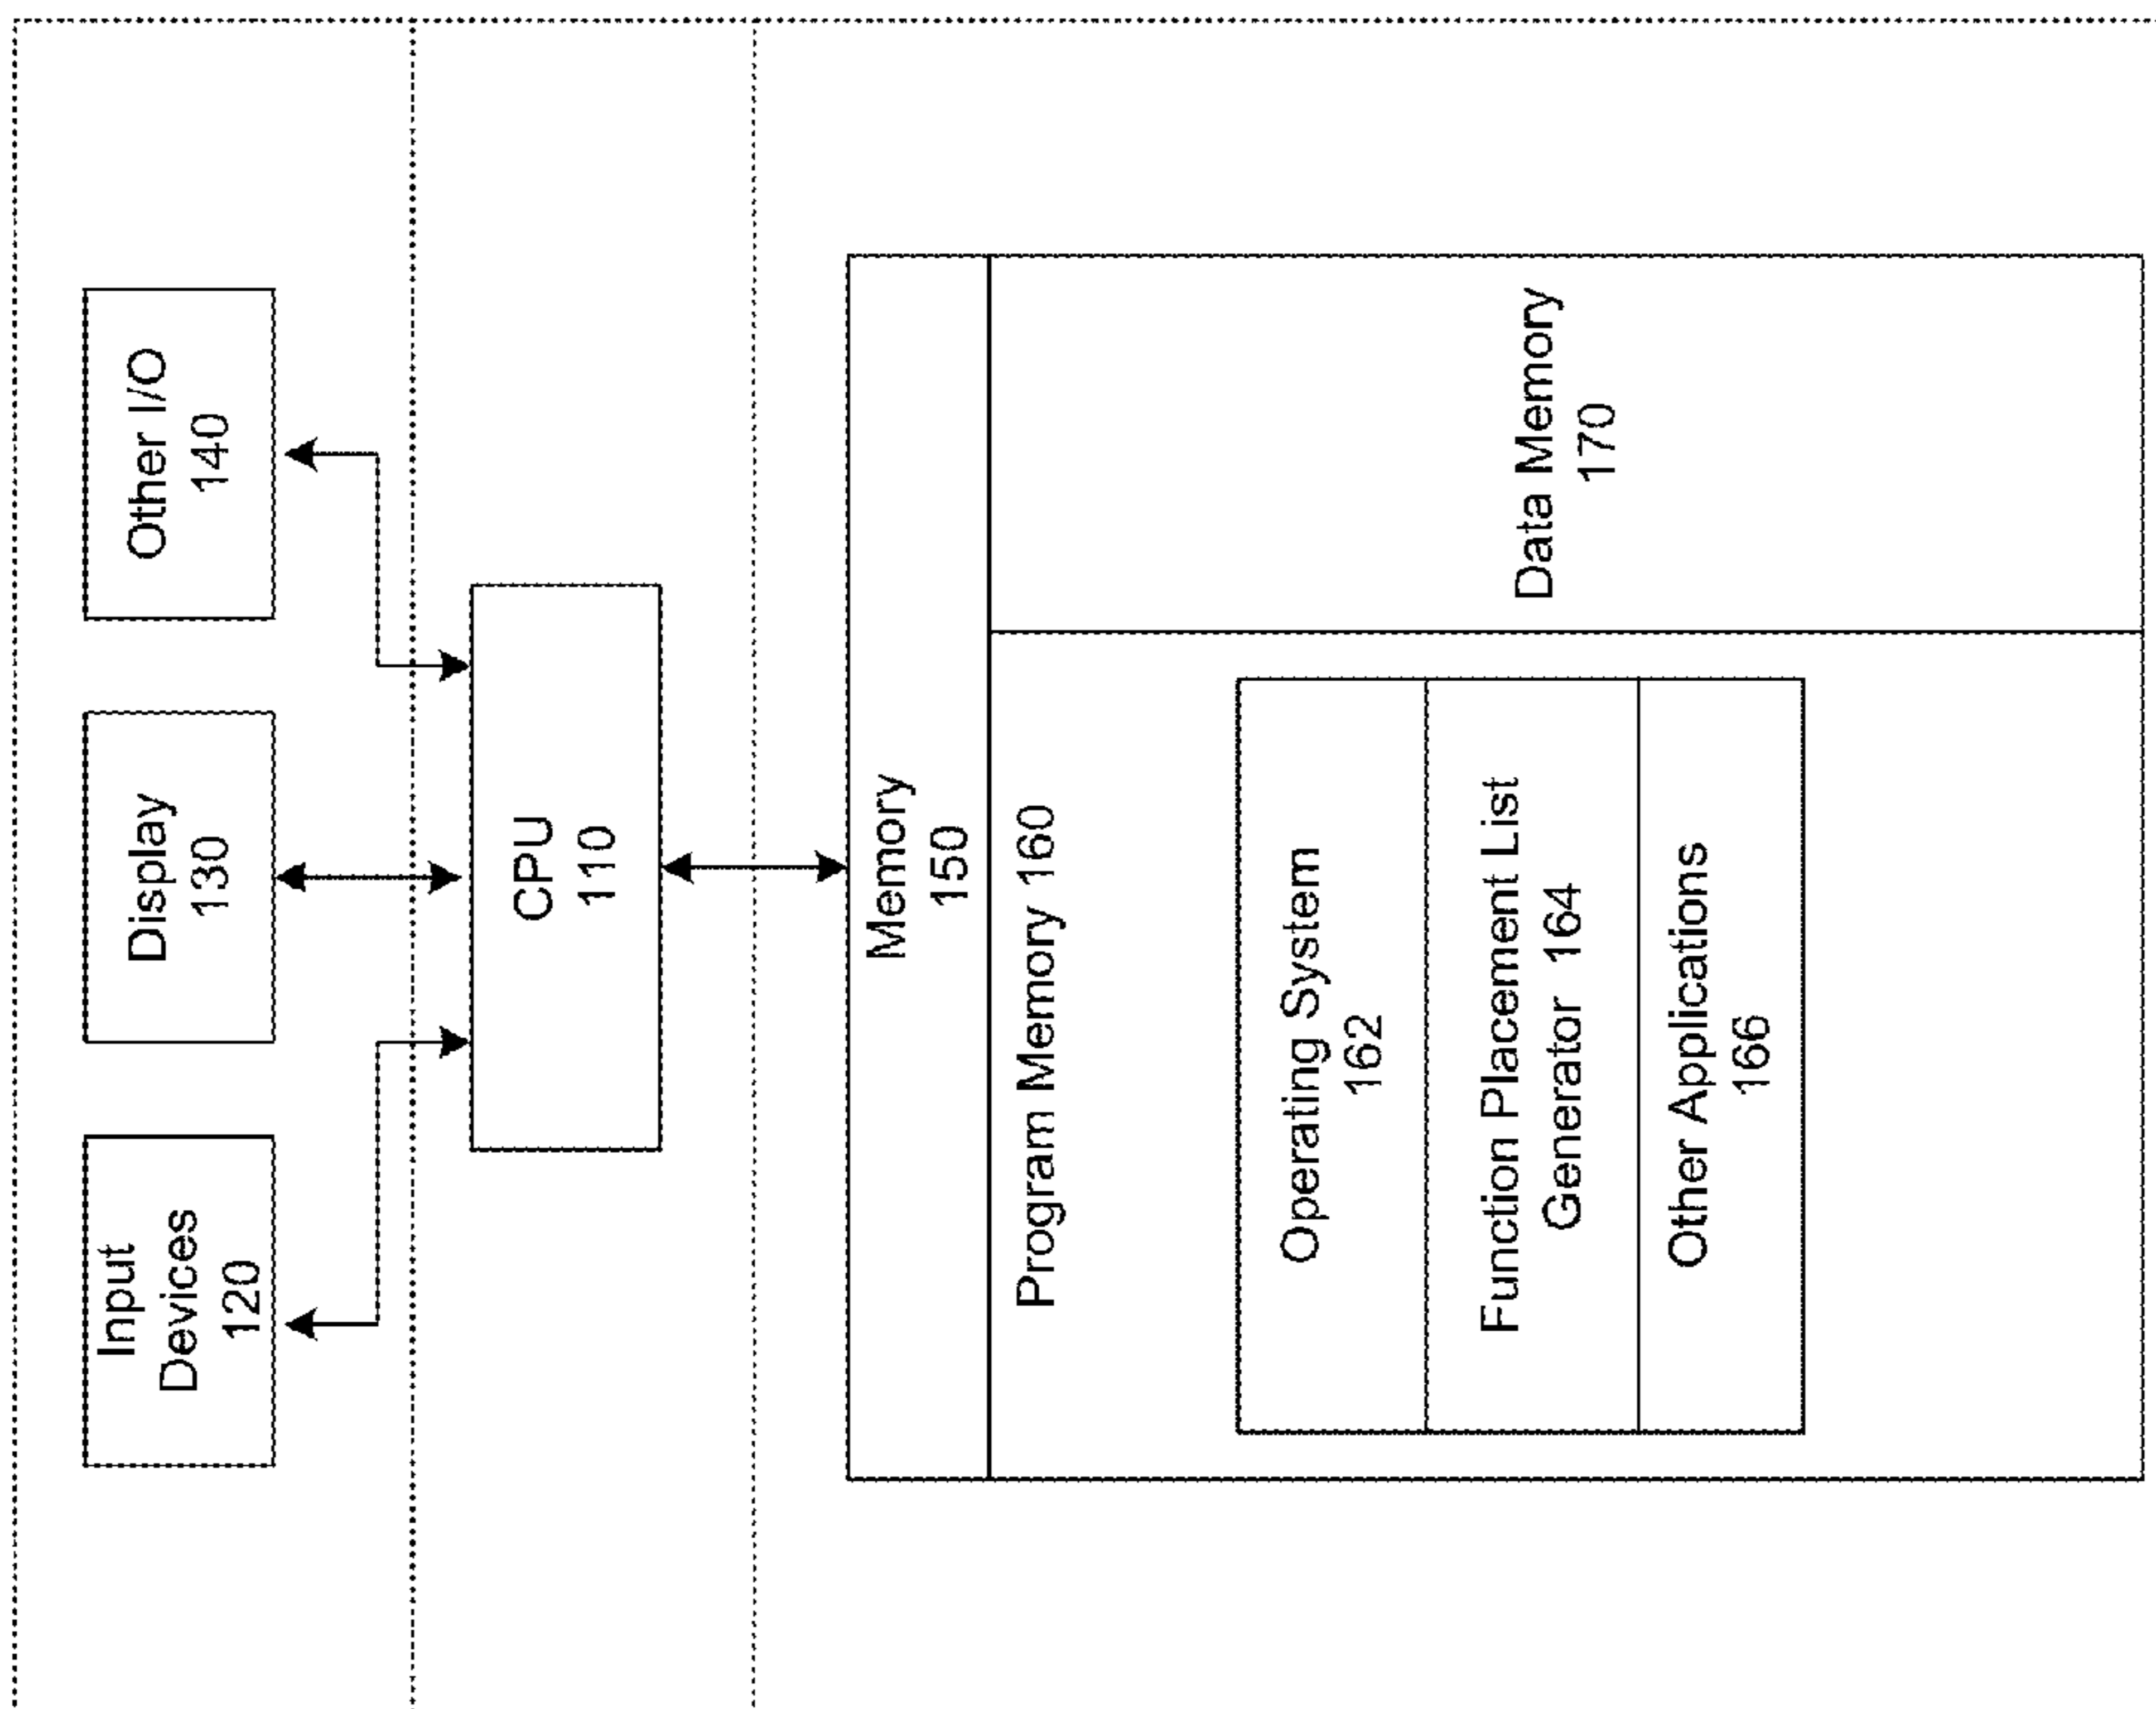 Input
Devices
120
Display
130
Other I/O
140
CPU
110
Memory
150
Program Memory 160
Operating System
162
Function Placement List
Generator 164
Other Applications
166
Data Memory
170